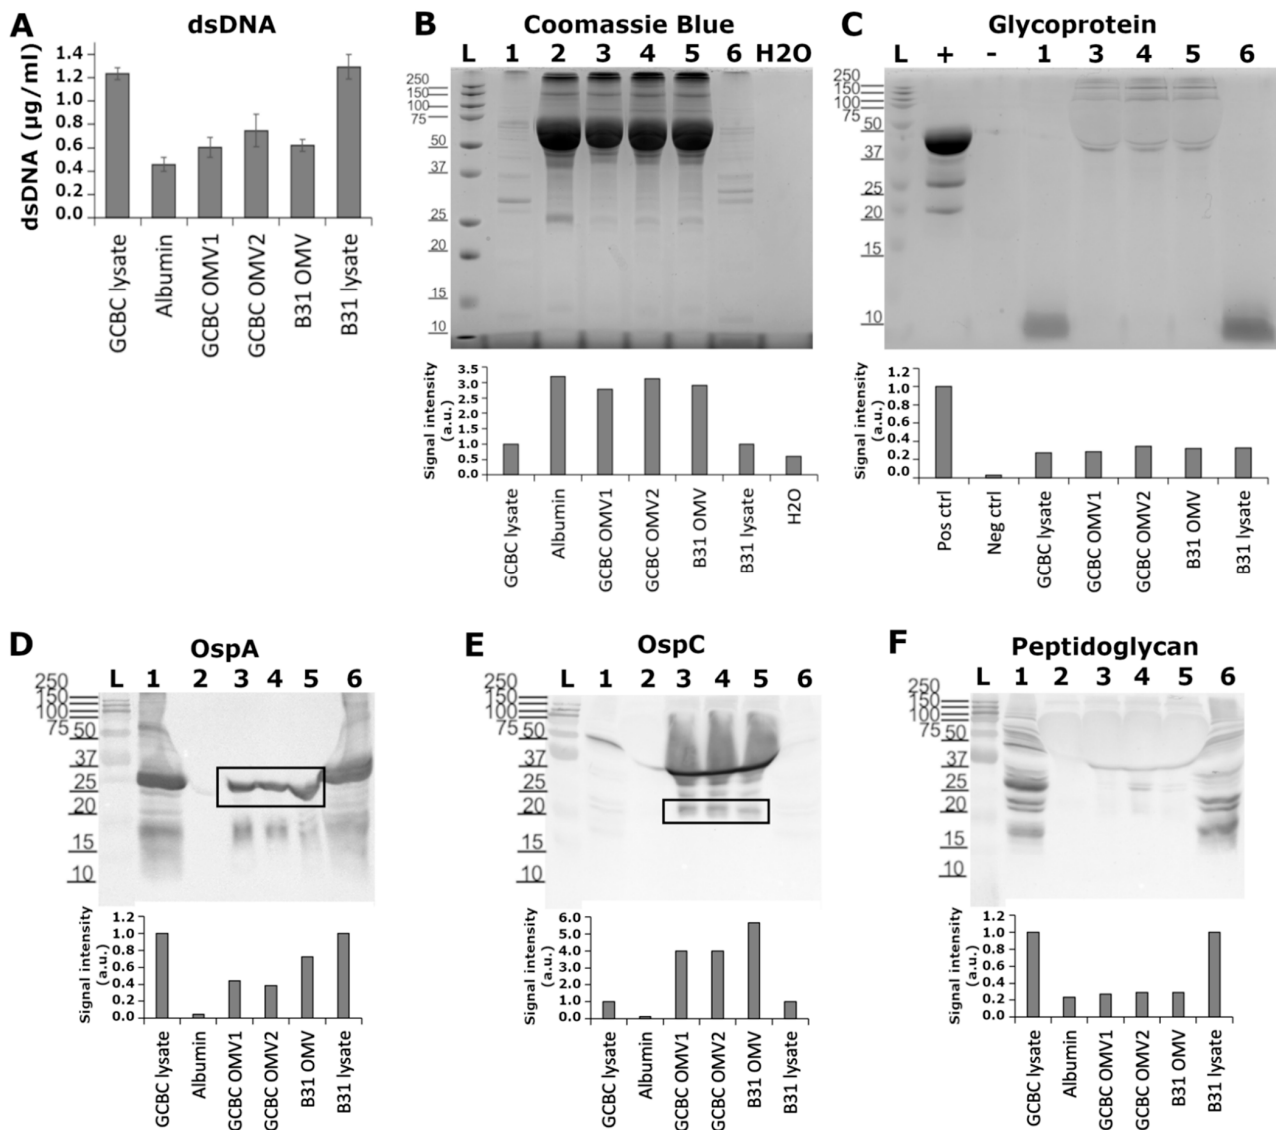 A
dsDNA
dsDNA (µg/ml)
1.4
1.2
1.0
0.8
0.6
0.4
0.2
0.0
GCBC lysate
Albumin
GCBC OMV1
GCBC OMV2
B31 OMV
B31 lysate
B
Coomassie Blue
L 1 2 3 4 5 6 H2O
250
150
100
75
50
37
25
20
15
10
Signal intensity (a.u.)
3.5
3.0
2.5
2.0
1.5
1.0
0.5
0.0
GCBC lysate
Albumin
GCBC OMV1
GCBC OMV2
B31 OMV
B31 lysate
H2O
C
Glycoprotein
L + - 1 3 4 5 6
250
150
100
75
50
37
25
20
15
10
Signal intensity (a.u.)
1.2
1.0
0.8
0.6
0.4
0.2
0.0
Pos ctrl
Neg ctrl
GCBC lysate
GCBC OMV1
GCBC OMV2
B31 OMV
B31 lysate
D
OspA
L 1 2 3 4 5 6
250
150
100
75
50
37
25
20
15
10
Signal intensity (a.u.)
1.2
1.0
0.8
0.6
0.4
0.2
0.0
GCBC lysate
Albumin
GCBC OMV1
GCBC OMV2
B31 OMV
B31 lysate
E
OspC
L 1 2 3 4 5 6
250
150
100
75
50
37
25
20
15
10
Signal intensity (a.u.)
6.0
5.0
4.0
3.0
2.0
1.0
0.0
GCBC lysate
Albumin
GCBC OMV1
GCBC OMV2
B31 OMV
B31 lysate
F
Peptidoglycan
L 1 2 3 4 5 6
250
150
100
75
50
37
25
20
15
10
Signal intensity (a.u.)
1.2
1.0
0.8
0.6
0.4
0.2
0.0
GCBC lysate
Albumin
GCBC OMV1
GCBC OMV2
B31 OMV
B31 lysate